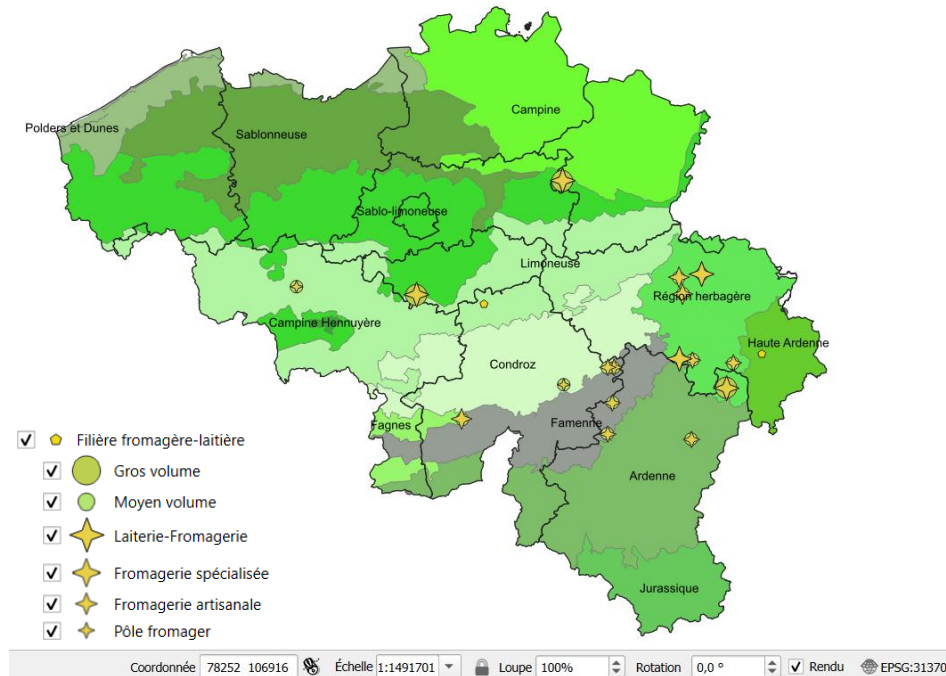 Campine
Polders et Dunes
Sablonneuse
Sablo-limoneuse
Limoneuse
Région herbagère
Campine Hennuyère
Haute Ardenne
Condroz
Fagnes
Famenne
Ardenne
Jurassique
Filière fromagère-laitière
Gros volume
Moyen volume
Laiterie-Fromagerie
Fromagerie spécialisée
Fromagerie artisanale
Pôle fromager
Coordonnée 78252 106916 Échelle 1:1491701 Loupe 100% Rotation 0,0 ° Rendu EPSG:31370